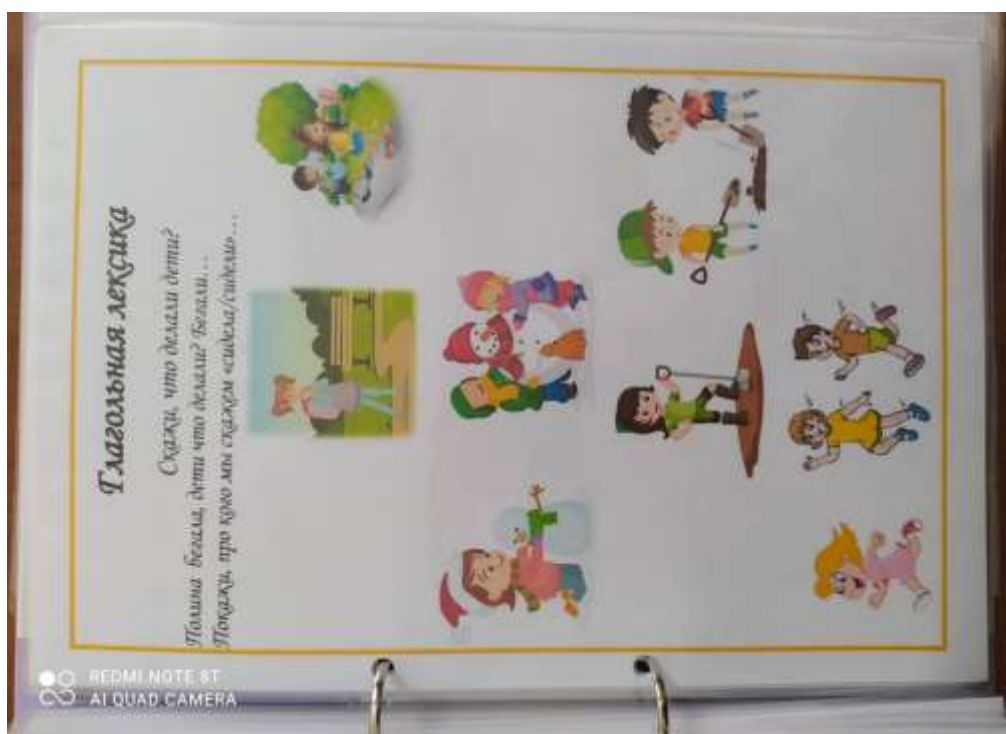 Глагольная лексика
Скажи, что делали дети?
Полина бегала, дети что делали? Бегали…
Покажи, про кого мы скажем «сидела/сидели»…
REDMI NOTE 8T
AI QUAD CAMERA